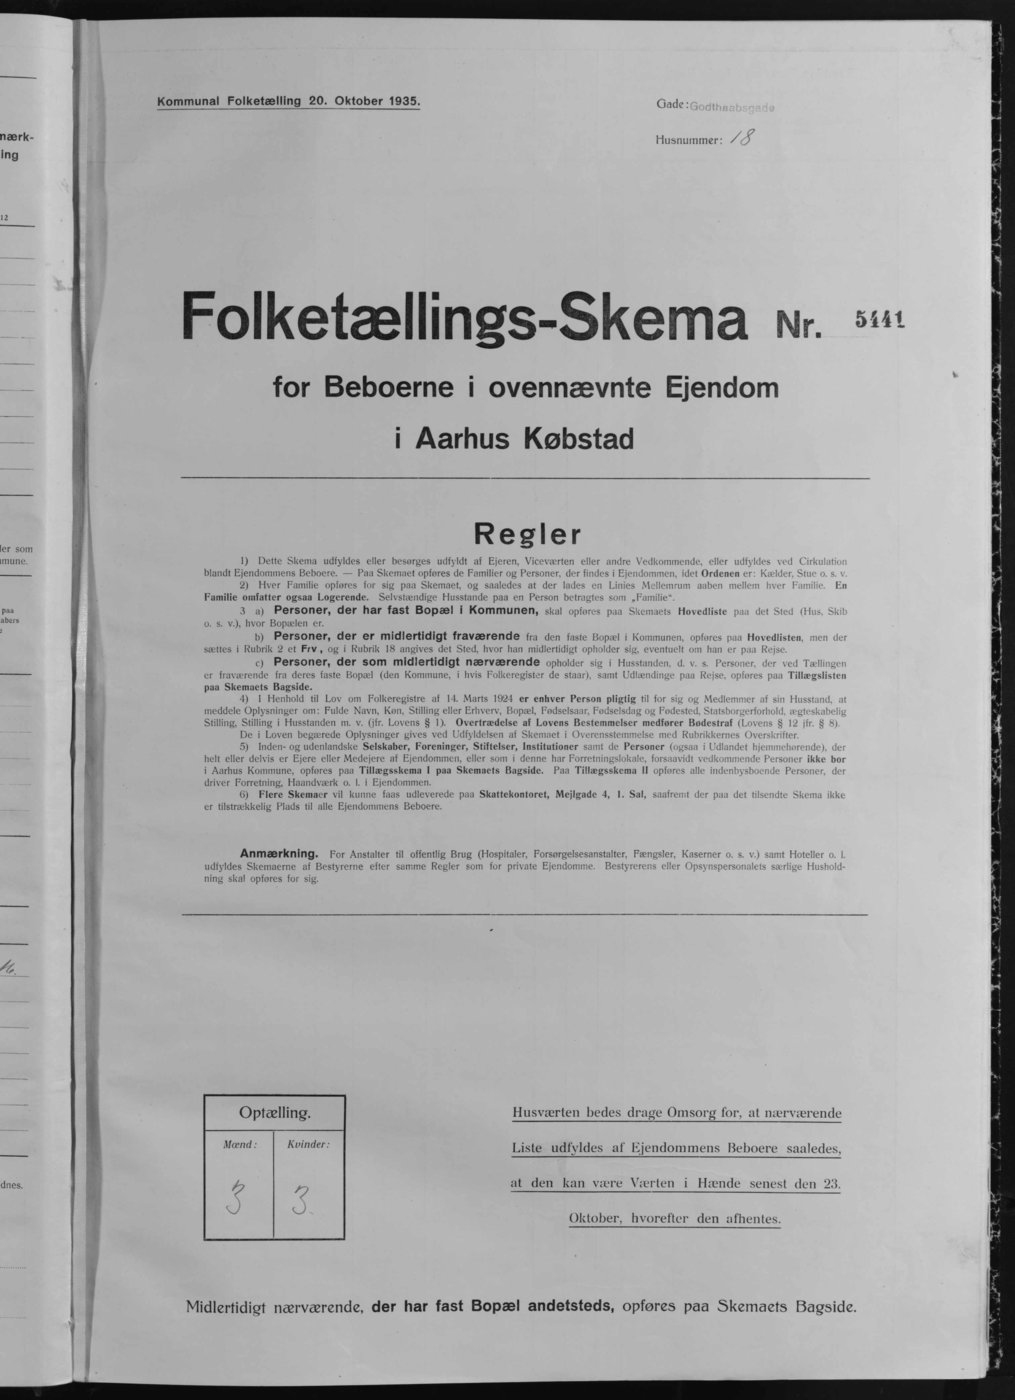 Kommunal Folketælling 20. Oktober 1935.
Gade: Godthaabsgade
Husnummer: 18
Folketællings-Skema Nr. 5441
for Beboerne i ovennævnte Ejendom
i Aarhus Købstad
Regler
1) Dette Skema udfyldes eller besørges udfyldt af Ejeren, Viceværten eller andre Vedkommende, eller udfyldes ved Cirkulation
blandt Ejendommens Beboere. — Paa Skemaet opføres de Familier og Personer, der findes i Ejendommen, idet Ordenen er: Kælder, Stue o. s. v.
2) Hver Familie opføres for sig paa Skemaet, og saaledes at der lades en Linies Mellemrum aaben mellem hver Familie. En
Familie omfatter ogsaa Logerende. Selvstændige Husstande paa en Person betragtes som „Familie“.
3 a) Personer, der har fast Bopæl i Kommunen, skal opføres paa Skemaets Hovedliste paa det Sted (Hus, Skib
o. s. v.), hvor Bopælen er.
b) Personer, der er midlertidigt fraværende fra den faste Bopæl i Kommunen, opføres paa Hovedlisten, men der
sættes i Rubrik 2 et Frv., og i Rubrik 18 angives det Sted, hvor han midlertidigt opholder sig, eventuelt om han er paa Rejse.
c) Personer, der som midlertidigt nærværende opholder sig i Husstanden, d. v. s. Personer, der ved Tællingen
er fraværende fra deres faste Bopæl (den Kommune, i hvis Folkeregister de staar), samt Udlændinge paa Rejse, opføres paa Tillægslisten
paa Skemaets Bagside.
4) I Henhold til Lov om Folkeregistre af 14. Marts 1924 er enhver Person pligtig til for sig og Medlemmer af sin Husstand, at
meddele Oplysninger om: Fulde Navn, Køn, Stilling eller Erhverv, Bopæl, Fødselsaar, Fødselsdag og Fødested, Statsborgerforhold, ægteskabelig
Stilling, Stilling i Husstanden m. v. (jfr. Lovens § 1). Overtrædelse af Lovens Bestemmelser medfører Bødestraf (Lovens § 12 jfr. § 8).
De i Loven begærede Oplysninger gives ved Udfyldelsen af Skemaet i Overensstemmelse med Rubrikkernes Overskrifter.
5) Inden- og udenlandske Selskaber, Foreninger, Stiftelser, Institutioner samt de Personer (ogsaa i Udlandet hjemmehørende), der
helt eller delvis er Ejere eller Medejere af Ejendommen, eller som i denne har Forretningslokale, forsaavidt vedkommende Personer ikke bor
i Aarhus Kommune, opføres paa Tillægsskema I paa Skemaets Bagside. Paa Tillægsskema II opføres alle indenbysboende Personer, der
driver Forretning, Haandværk o. l. i Ejendommen.
6) Flere Skemaer vil kunne faas udleverede paa Skattekontoret, Mejlgade 4, 1. Sal, saafremt der paa det tilsendte Skema ikke
er tilstrækkelig Plads til alle Ejendommens Beboere.
Anmærkning. For Anstalter til offentlig Brug (Hospitaler, Forsørgelsesanstalter, Fængsler, Kaserner o. s. v.) samt Hoteller o. l.
udfyldes Skemaerne af Bestyrerne efter samme Regler som for private Ejendomme. Bestyrerens eller Opsynspersonalets særlige Hushold-
ning skal opføres for sig.
Optælling.
Mænd: Kvinder:
3 3.
Husværten bedes drage Omsorg for, at nærværende
Liste udfyldes af Ejendommens Beboere saaledes,
at den kan være Værten i Hænde senest den 23.
Oktober, hvorefter den afhentes.
Midlertidigt nærværende, der har fast Bopæl andetsteds, opføres paa Skemaets Bagside.